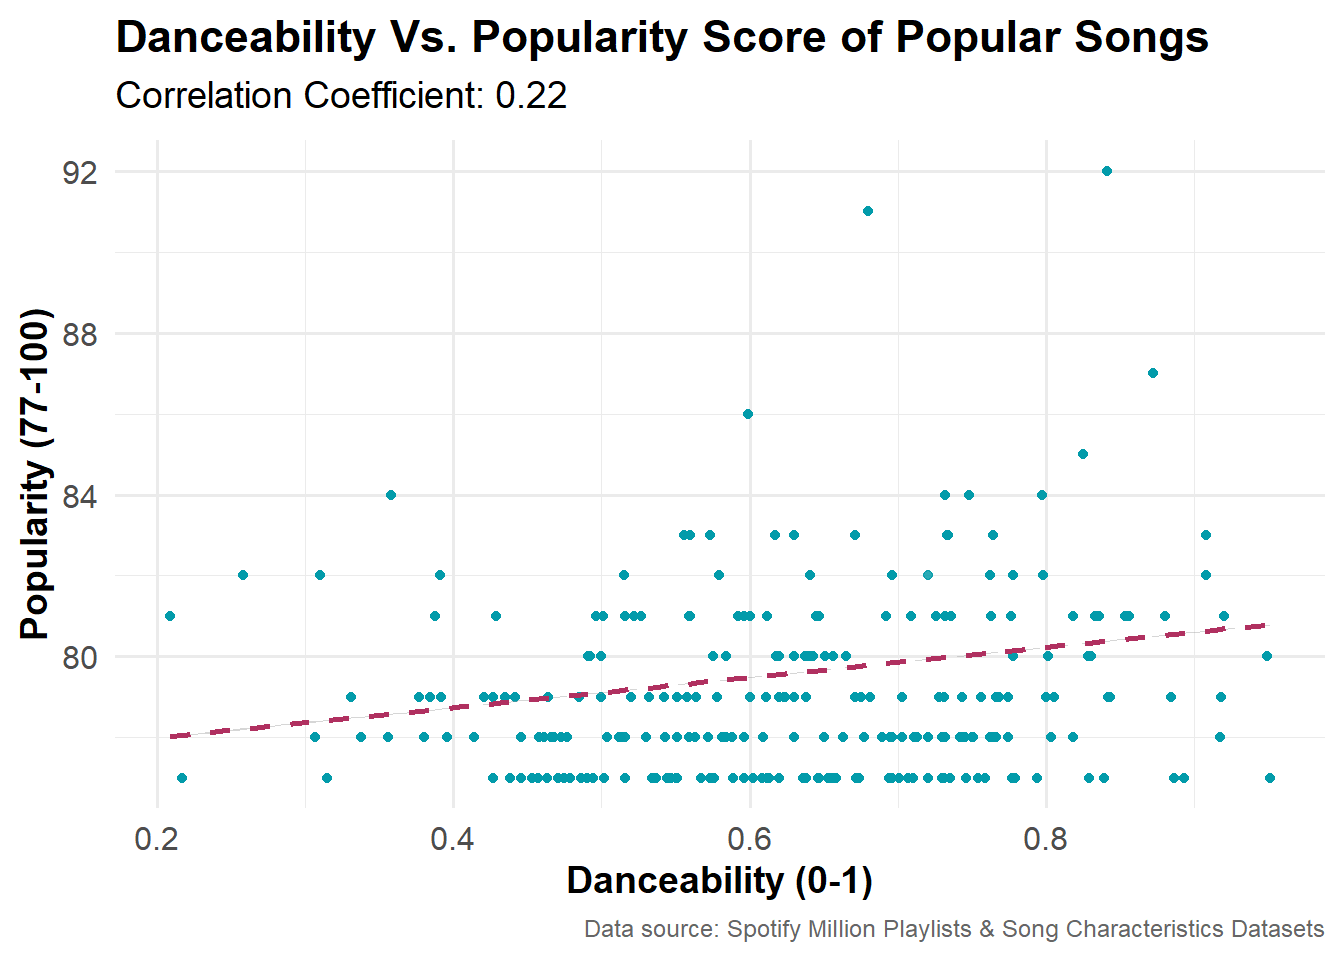 Danceability Vs. Popularity Score of Popular Songs
Correlation Coefficient: 0.22
Popularity (77-100)
92
88
84
80
0.2
0.4
0.6
0.8
Danceability (0-1)
Data source: Spotify Million Playlists & Song Characteristics Datasets